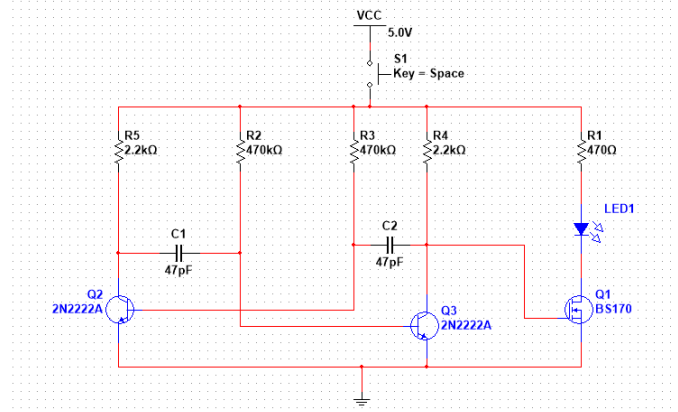 VCC
5.0V
S1
Key = Space
R5
2.2kΩ
R2
470kΩ
R3
470kΩ
R4
2.2kΩ
R1
470Ω
LED1
C1
47pF
C2
47pF
Q2
2N2222A
Q3
2N2222A
Q1
BS170